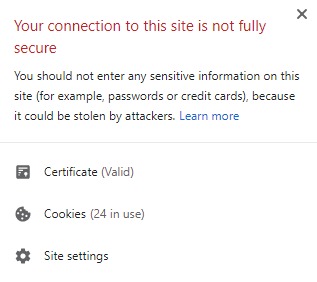 Your connection to this site is not fully
secure
You should not enter any sensitive information on this
site (for example, passwords or credit cards), because
it could be stolen by attackers. Learn more
Certificate (Valid)
Cookies (24 in use)
Site settings